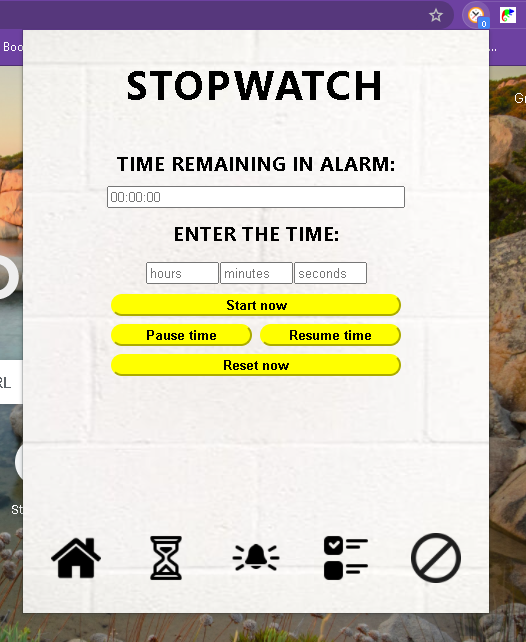 Boo
0
...
STOPWATCH
G
TIME REMAINING IN ALARM:
00:00:00
ENTER THE TIME:
hours minutes seconds
Start now
Pause time Resume time
RL
Reset now
St